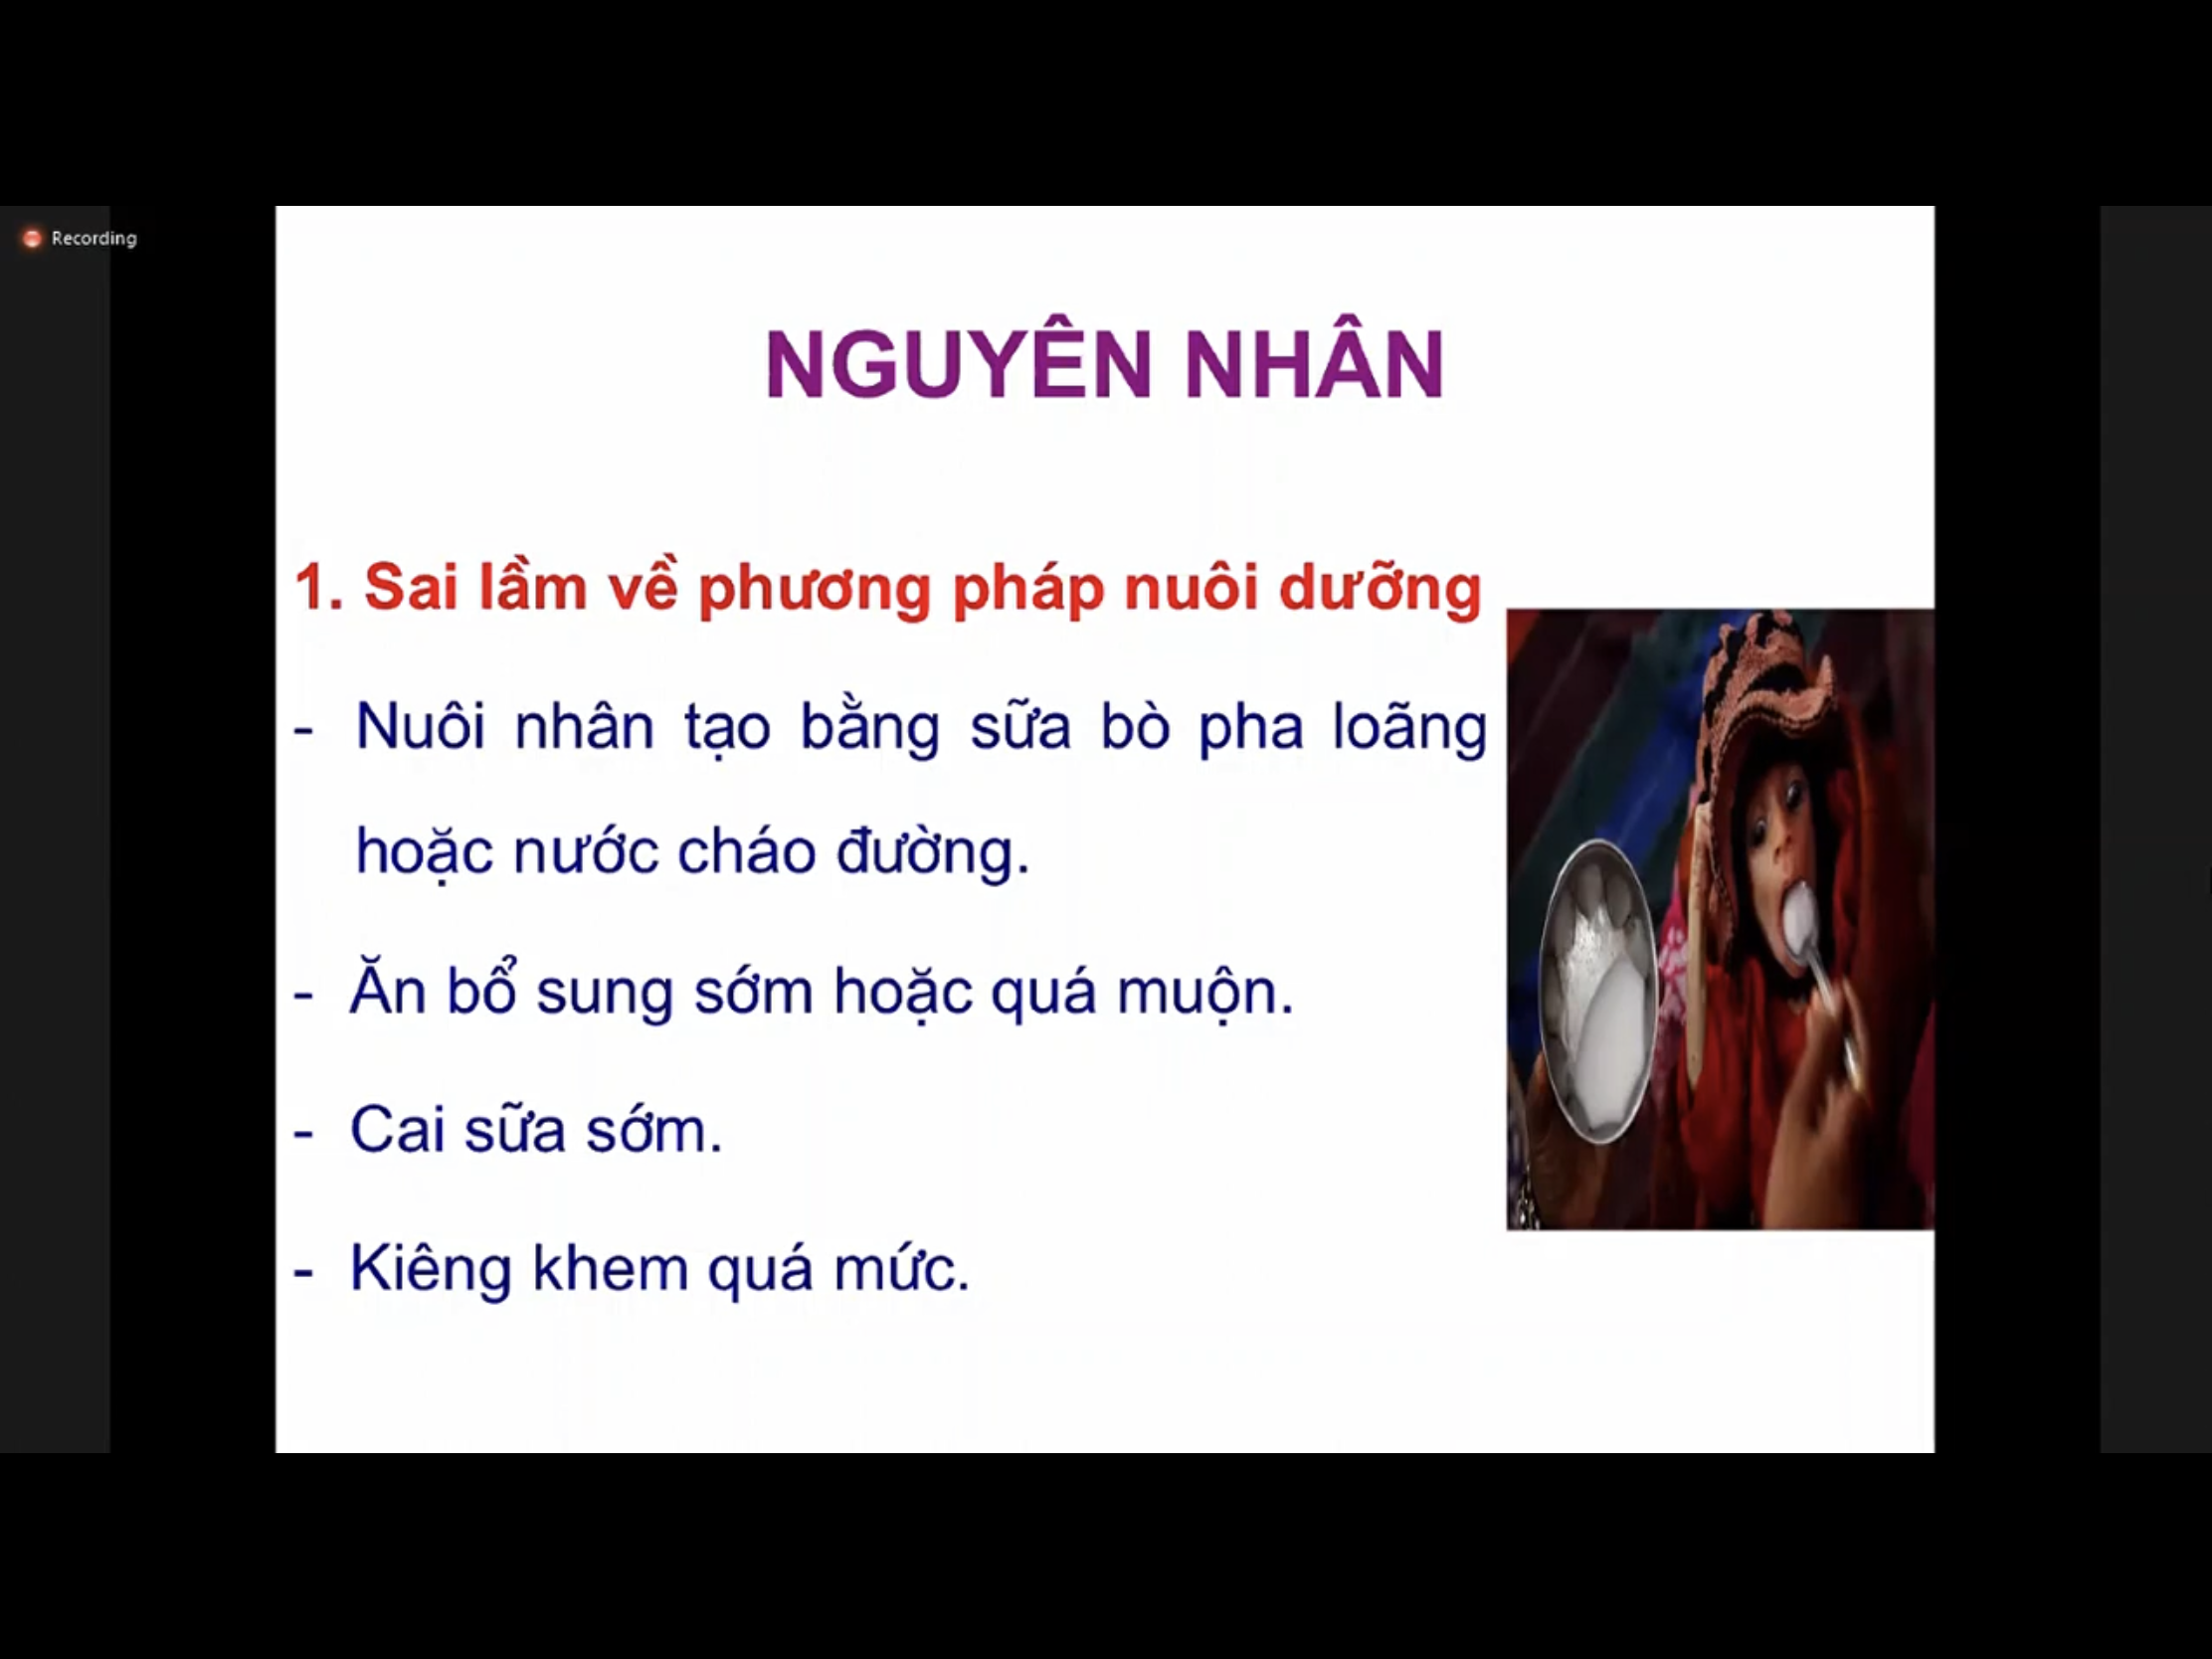 Recording
NGUYÊN NHÂN
1. Sai lầm về phương pháp nuôi dưỡng
- Nuôi nhân tạo bằng sữa bò pha loãng
hoặc nước cháo đường.
- Ăn bổ sung sớm hoặc quá muộn.
- Cai sữa sớm.
- Kiêng khem quá mức.